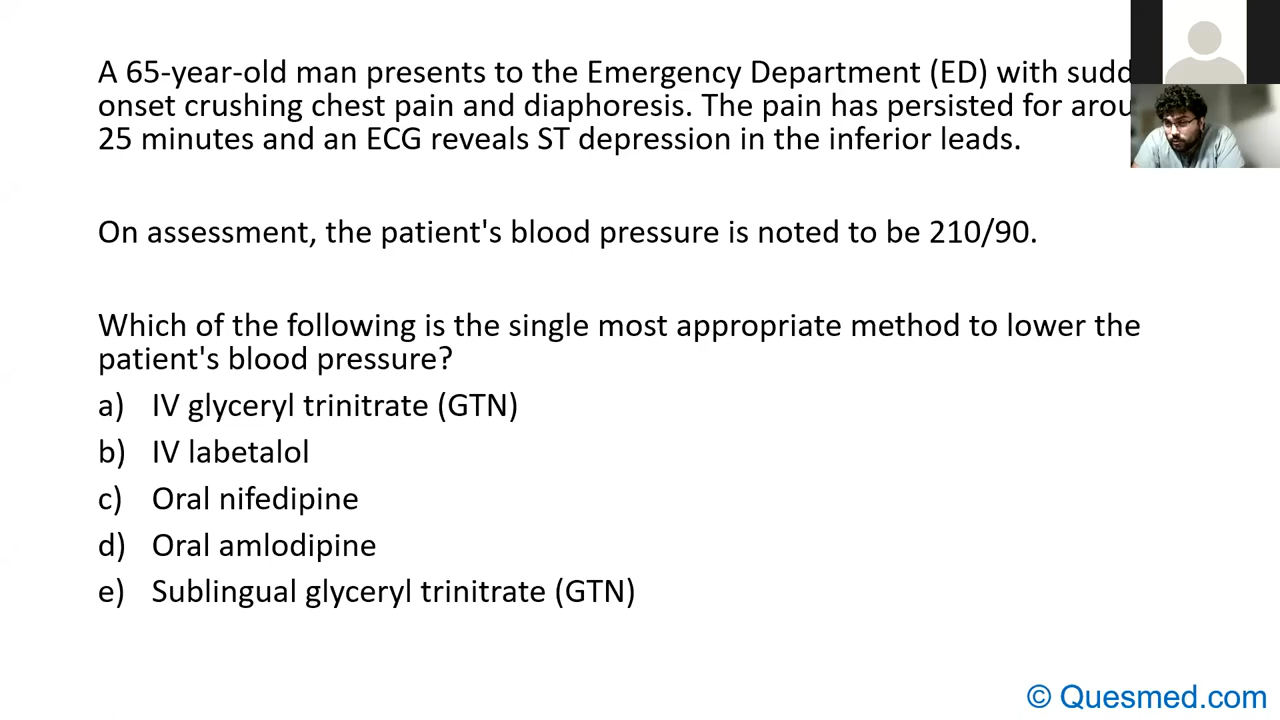 A 65-year-old man presents to the Emergency Department (ED) with
onset crushing chest pain and diaphoresis. The pain has persisted for
25 minutes and an ECG reveals ST depression in the inferior leads.
On assessment, the patient's blood pressure is noted to be 210/90.
Which of the following is the single most appropriate method to lower the
patient's blood pressure?
a) IV glyceryl trinitrate (GTN)
b) IV labetalol
c) Oral nifedipine
d) Oral amlodipine
e) Sublingual glyceryl trinitrate (GTN)
© Quesmed.com